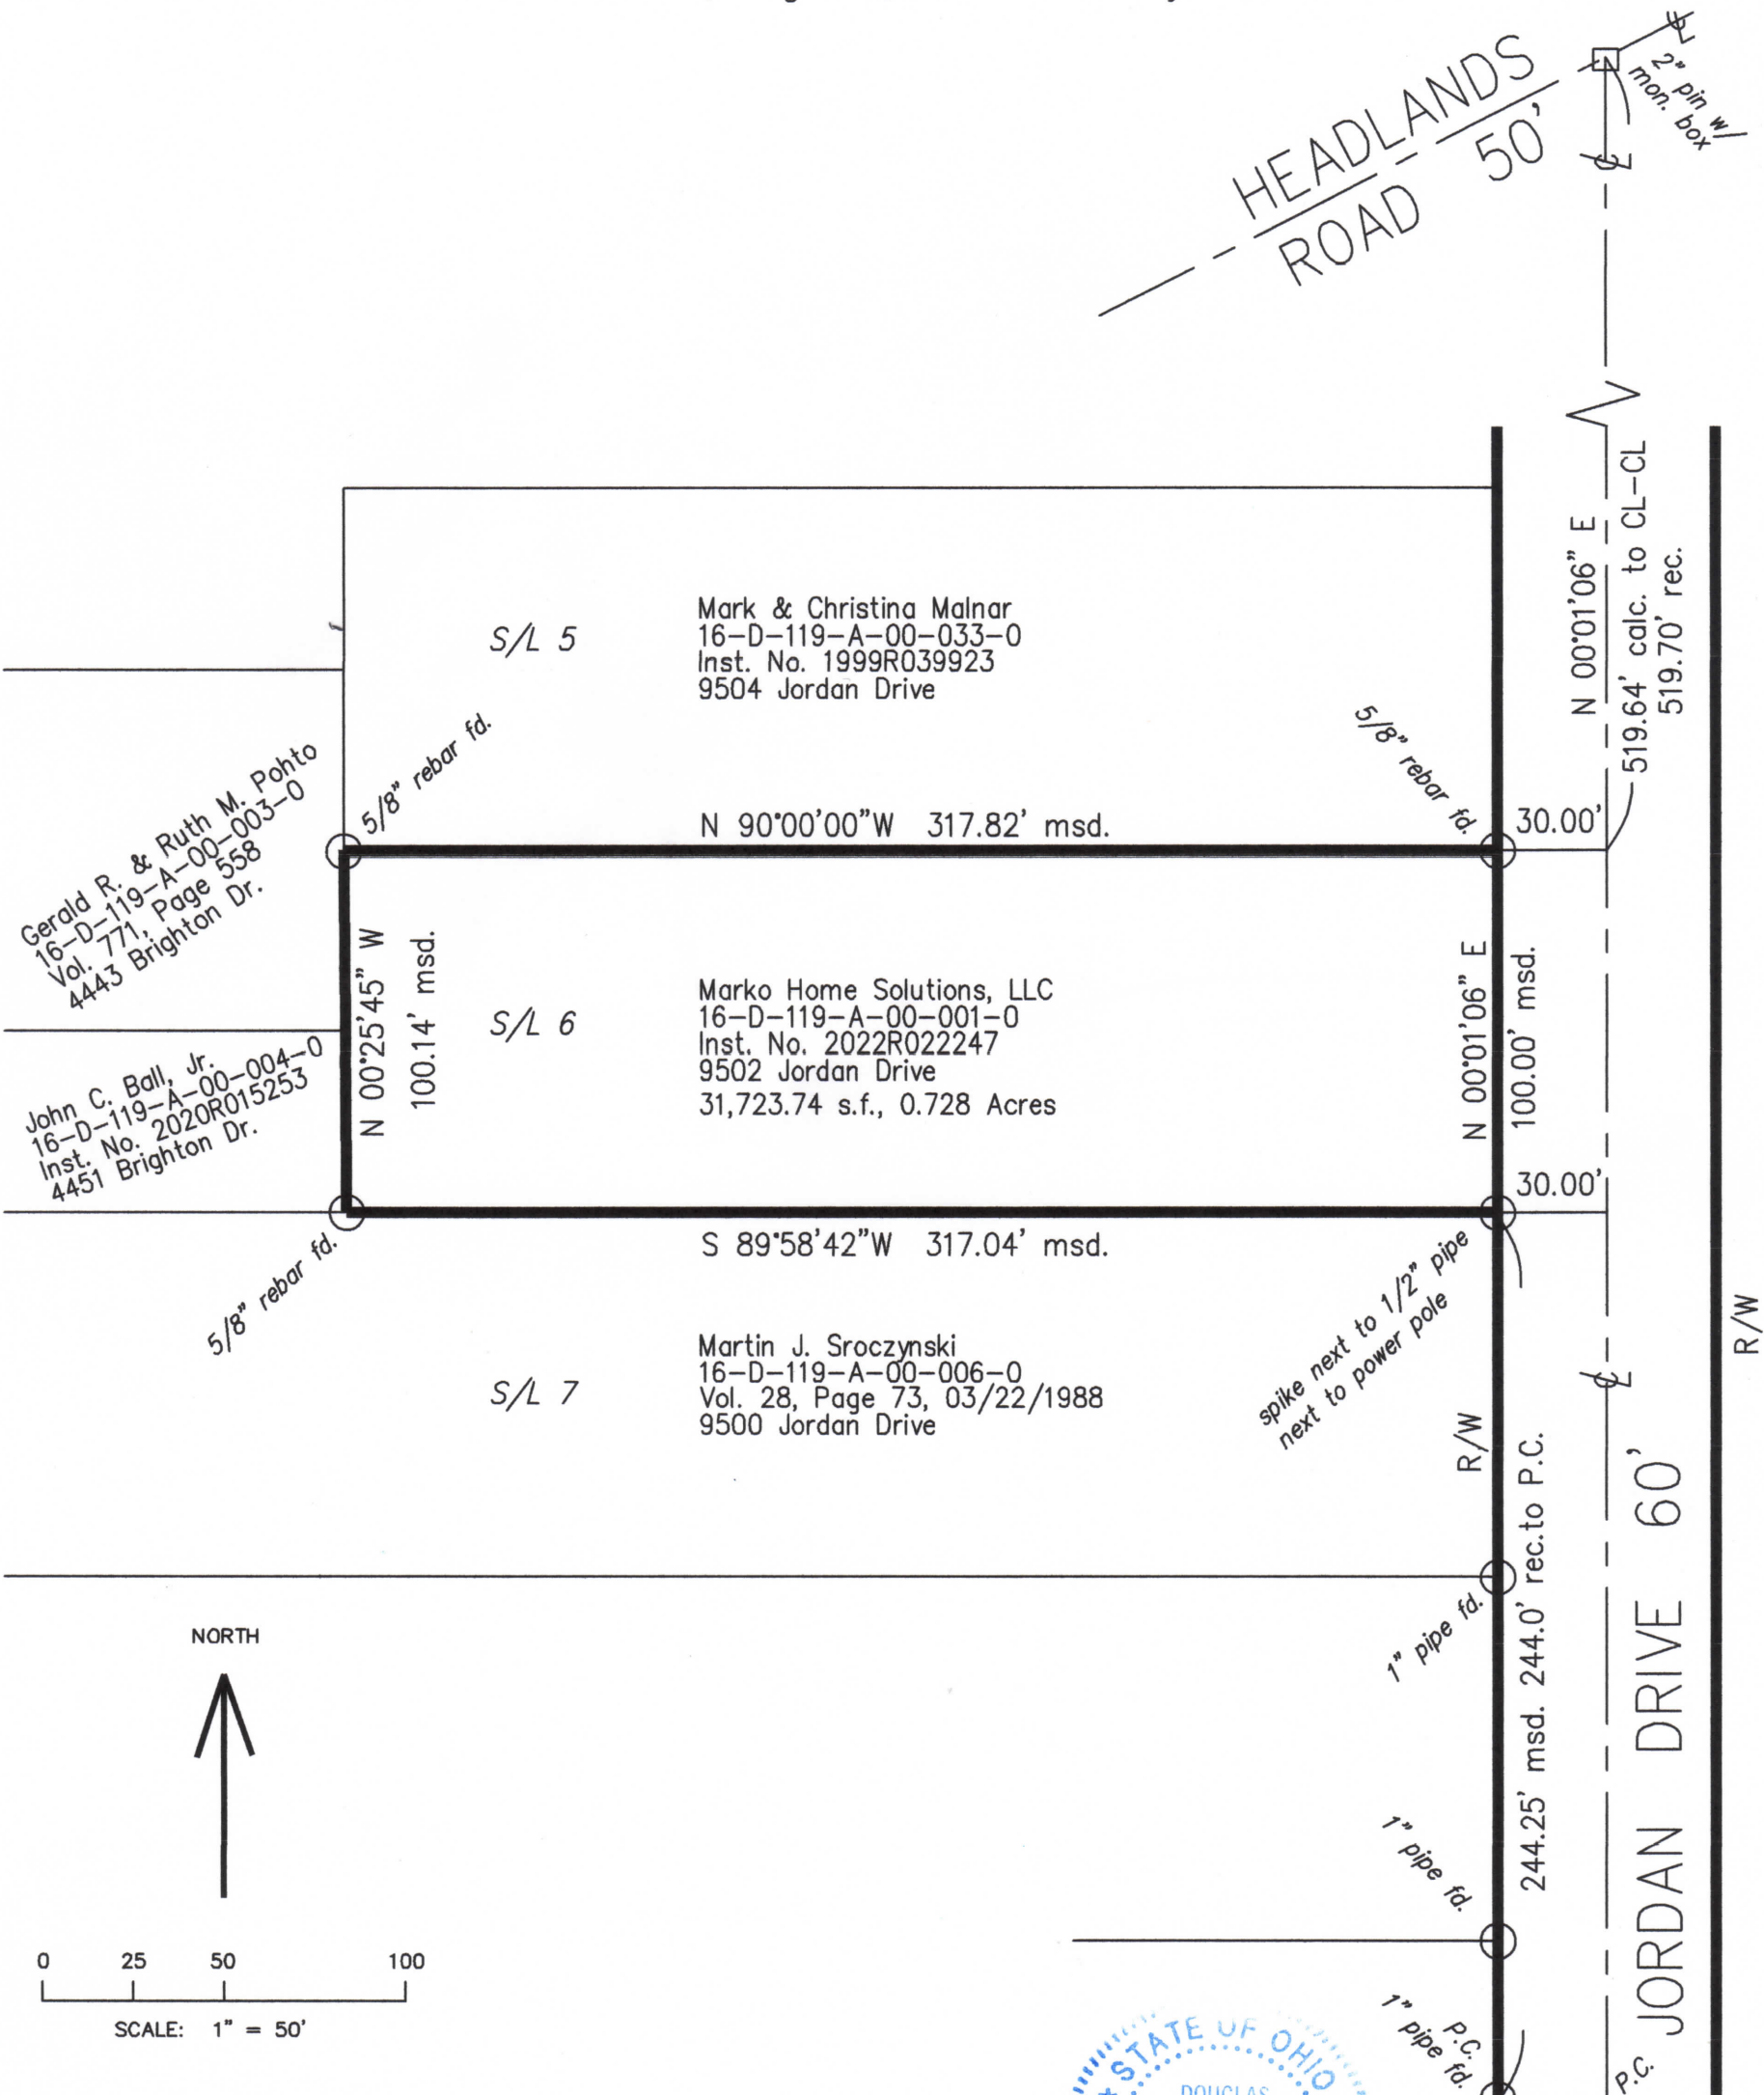 HEADLANDS
ROAD 50'
2" pin w/
mon. box
N 00°01'06" E
519.64' calc. to CL-CL
519.70' rec.
S/L 5
Mark & Christina Malnar
16-D-119-A-00-033-0
Inst. No. 1999R039923
9504 Jordan Drive
5/8" rebar fd.
5/8" rebar fd.
Gerald R. & Ruth M. Pohto
16-D-119-A-00-003-0
Vol. 771, Page 558
4443 Brighton Dr.
N 90°00'00"W 317.82' msd.
30.00'
N 00°25'45" W
100.14' msd.
S/L 6
Marko Home Solutions, LLC
16-D-119-A-00-001-0
Inst. No. 2022R022247
9502 Jordan Drive
31,723.74 s.f., 0.728 Acres
N 00°01'06" E
100.00' msd.
John C. Ball, Jr.
16-D-119-A-00-004-0
Inst. No. 2020R015253
4451 Brighton Dr.
30.00'
S 89°58'42"W 317.04' msd.
5/8" rebar fd.
spike next to 1/2" pipe
next to power pole
S/L 7
Martin J. Sroczynski
16-D-119-A-00-006-0
Vol. 28, Page 73, 03/22/1988
9500 Jordan Drive
R/W
R/W
244.25' msd. 244.0' rec.to P.C.
JORDAN DRIVE 60'
1" pipe fd.
NORTH
1" pipe fd.
0 25 50 100
SCALE: 1" = 50'
P.C.
1" pipe fd.
P.C.
STATE OF OHIO
DOUGLAS